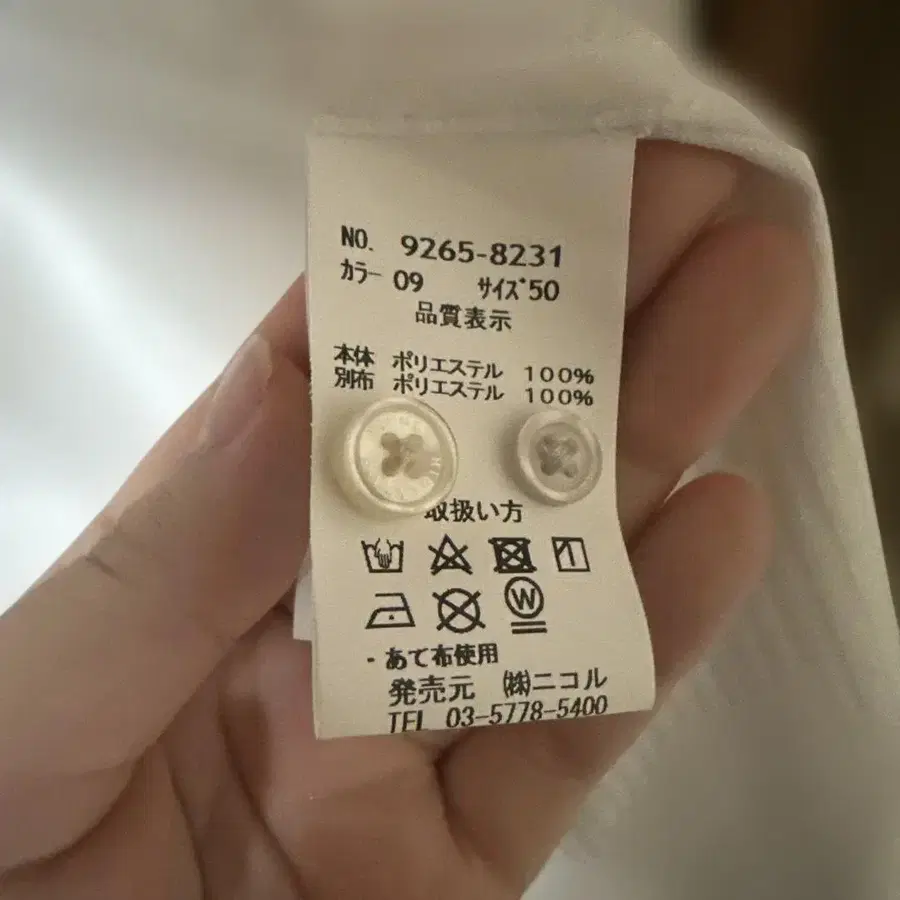 NO. 9265-8231
カラー 09 サイズ 50
品質表示
本体 ポリエステル 100%
別布 ポリエステル 100%
取扱い方
W
・あて布使用
発売元 ㈱ニコル
TEL 03-5778-5400